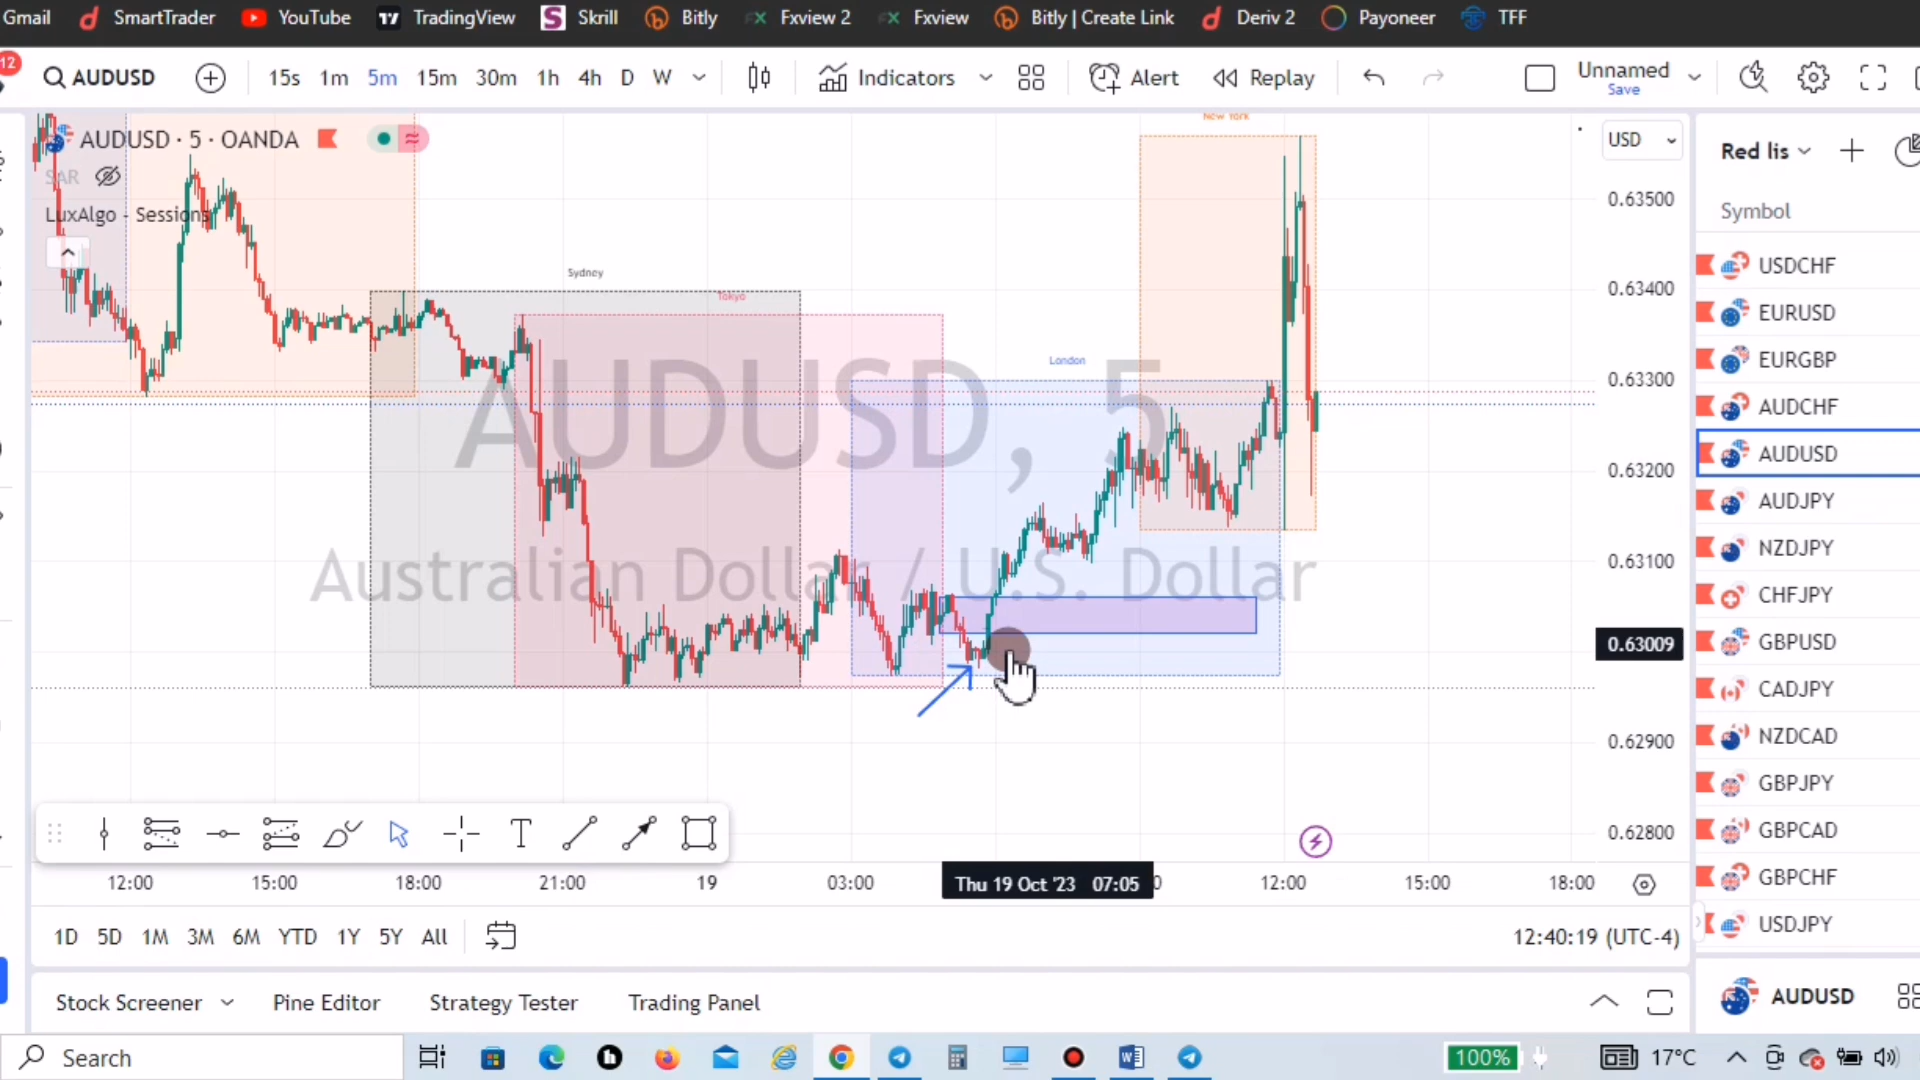 Gmail SmartTrader YouTube TradingView Skrill Bitly Fxview 2 Fxview Bitly | Create Link Deriv 2 Payoneer TFF
12
AUDUSD 15s 1m 5m 15m 30m 1h 4h D W Indicators Alert Replay Unnamed
Save
New York
AUDUSD · 5 · OANDA
USD
Red lis
SAR
0.63500
LuxAlgo - Sessions
Symbol
Sydney
USDCHF
0.63400
Tokyo
EURUSD
London
EURGBP
0.63300
AUDUSD, 5
AUDCHF
AUDUSD
0.63200
AUDJPY
NZDJPY
0.63100
Australian Dollar / U.S. Dollar
CHFJPY
0.63009
GBPUSD
CADJPY
0.62900
NZDCAD
GBPJPY
0.62800
GBPCAD
T
12:00 15:00 18:00 21:00 19 03:00 Thu 19 Oct '23 07:05 0 12:00 15:00 18:00
GBPCHF
USDJPY
1D 5D 1M 3M 6M YTD 1Y 5Y All 12:40:19 (UTC-4)
Stock Screener Pine Editor Strategy Tester Trading Panel
AUDUSD
Search 100% 17°C